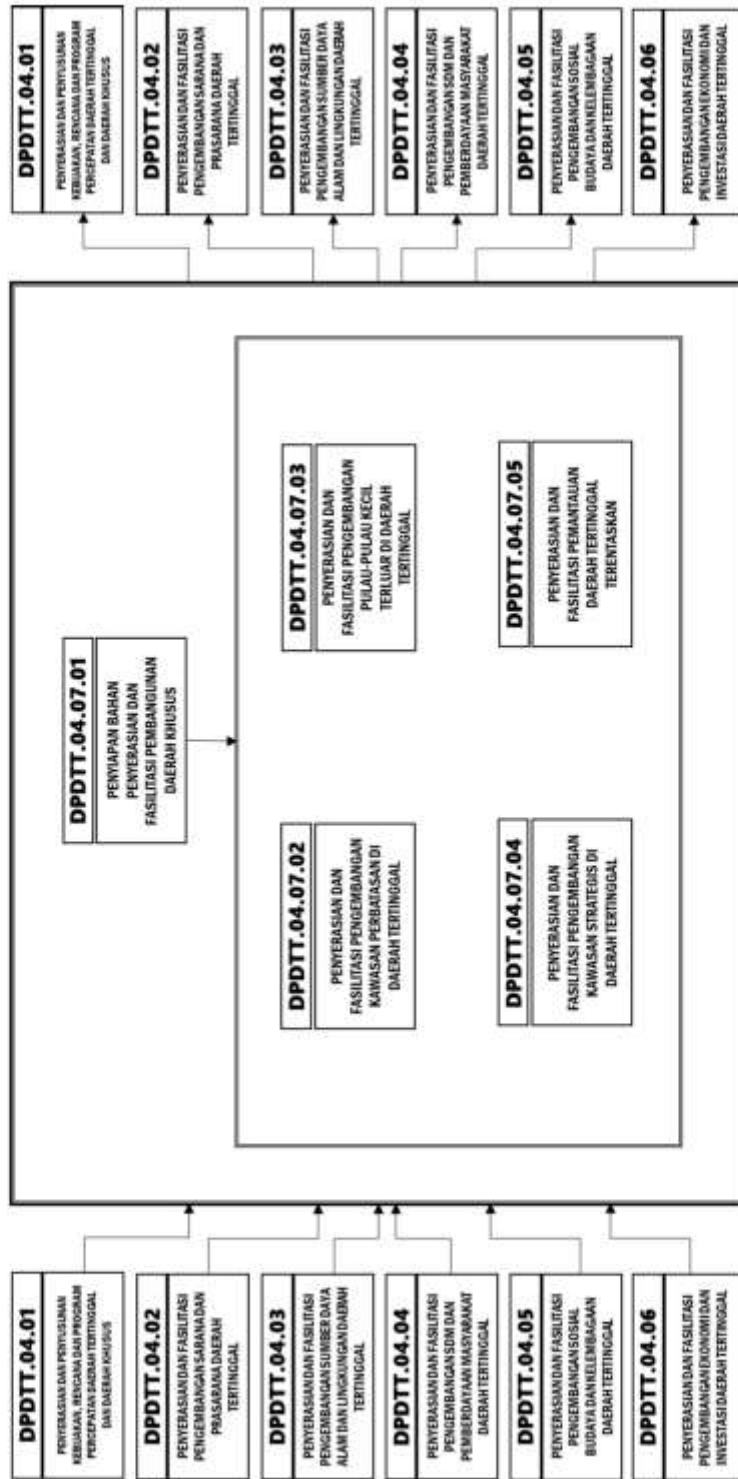 DPDTT.04.01
PENYERASIAN DAN PENYUSUNAN
KEBIJAKAN, RENCANA DAN PROGRAM
PERCEPATAN DAERAH TERTINGGAL
DAN DAERAH KHUSUS
DPDTT.04.02
PENYERASIAN DAN FASILITASI
PENGEMBANGAN SARANA DAN
PRASARANA DAERAH
TERTINGGAL
DPDTT.04.03
PENYERASIAN DAN FASILITASI
PENGEMBANGAN SUMBER DAYA
ALAM DAN LINGKUNGAN DAERAH
TERTINGGAL
DPDTT.04.04
PENYERASIAN DAN FASILITASI
PENGEMBANGAN SDM DAN
PEMBERDAYAAN MASYARAKAT
DAERAH TERTINGGAL
DPDTT.04.05
PENYERASIAN DAN FASILITASI
PENGEMBANGAN SOSIAL
BUDAYA DAN KELEMBAGAAN
DAERAH TERTINGGAL
DPDTT.04.06
PENYERASIAN DAN FASILITASI
PENGEMBANGAN EKONOMI DAN
INVESTASI DAERAH TERTINGGAL
DPDTT.04.07.01
PENYIAPAN BAHAN
PENYERASIAN DAN
FASILITASI PEMBANGUNAN
DAERAH KHUSUS
DPDTT.04.07.02
PENYERASIAN DAN
FASILITASI PENGEMBANGAN
KAWASAN PERBATASAN DI
DAERAH TERTINGGAL
DPDTT.04.07.03
PENYERASIAN DAN
FASILITASI PENGEMBANGAN
PULAU-PULAU KECIL
TERLUAR DI DAERAH
TERTINGGAL
DPDTT.04.07.04
PENYERASIAN DAN
FASILITASI PENGEMBANGAN
KAWASAN STRATEGIS DI
DAERAH TERTINGGAL
DPDTT.04.07.05
PENYERASIAN DAN
FASILITASI PEMANTAUAN
DAERAH TERTINGGAL
TERENTASKAN
DPDTT.04.01
PENYERASIAN DAN PENYUSUNAN
KEBIJAKAN, RENCANA DAN PROGRAM
PERCEPATAN DAERAH TERTINGGAL
DAN DAERAH KHUSUS
DPDTT.04.02
PENYERASIAN DAN FASILITASI
PENGEMBANGAN SARANA DAN
PRASARANA DAERAH
TERTINGGAL
DPDTT.04.03
PENYERASIAN DAN FASILITASI
PENGEMBANGAN SUMBER DAYA
ALAM DAN LINGKUNGAN DAERAH
TERTINGGAL
DPDTT.04.04
PENYERASIAN DAN FASILITASI
PENGEMBANGAN SDM DAN
PEMBERDAYAAN MASYARAKAT
DAERAH TERTINGGAL
DPDTT.04.05
PENYERASIAN DAN FASILITASI
PENGEMBANGAN SOSIAL
BUDAYA DAN KELEMBAGAAN
DAERAH TERTINGGAL
DPDTT.04.06
PENYERASIAN DAN FASILITASI
PENGEMBANGAN EKONOMI DAN
INVESTASI DAERAH TERTINGGAL